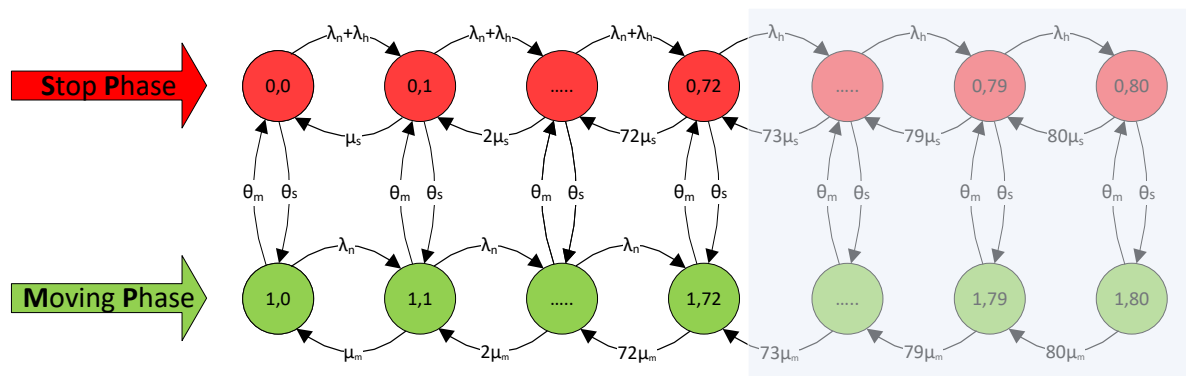 λn+λh λn+λh λn+λh λh λh λh
Stop Phase 0,0 0,1 ..... 0,72 ..... 0,79 0,80
μs 2μs 72μs 73μs 79μs 80μs
θm θs θm θs θm θs θm θs θm θs θm θs θm θs
λn λn λn
Moving Phase 1,0 1,1 ..... 1,72 ..... 1,79 1,80
μm 2μm 72μm 73μm 79μm 80μm